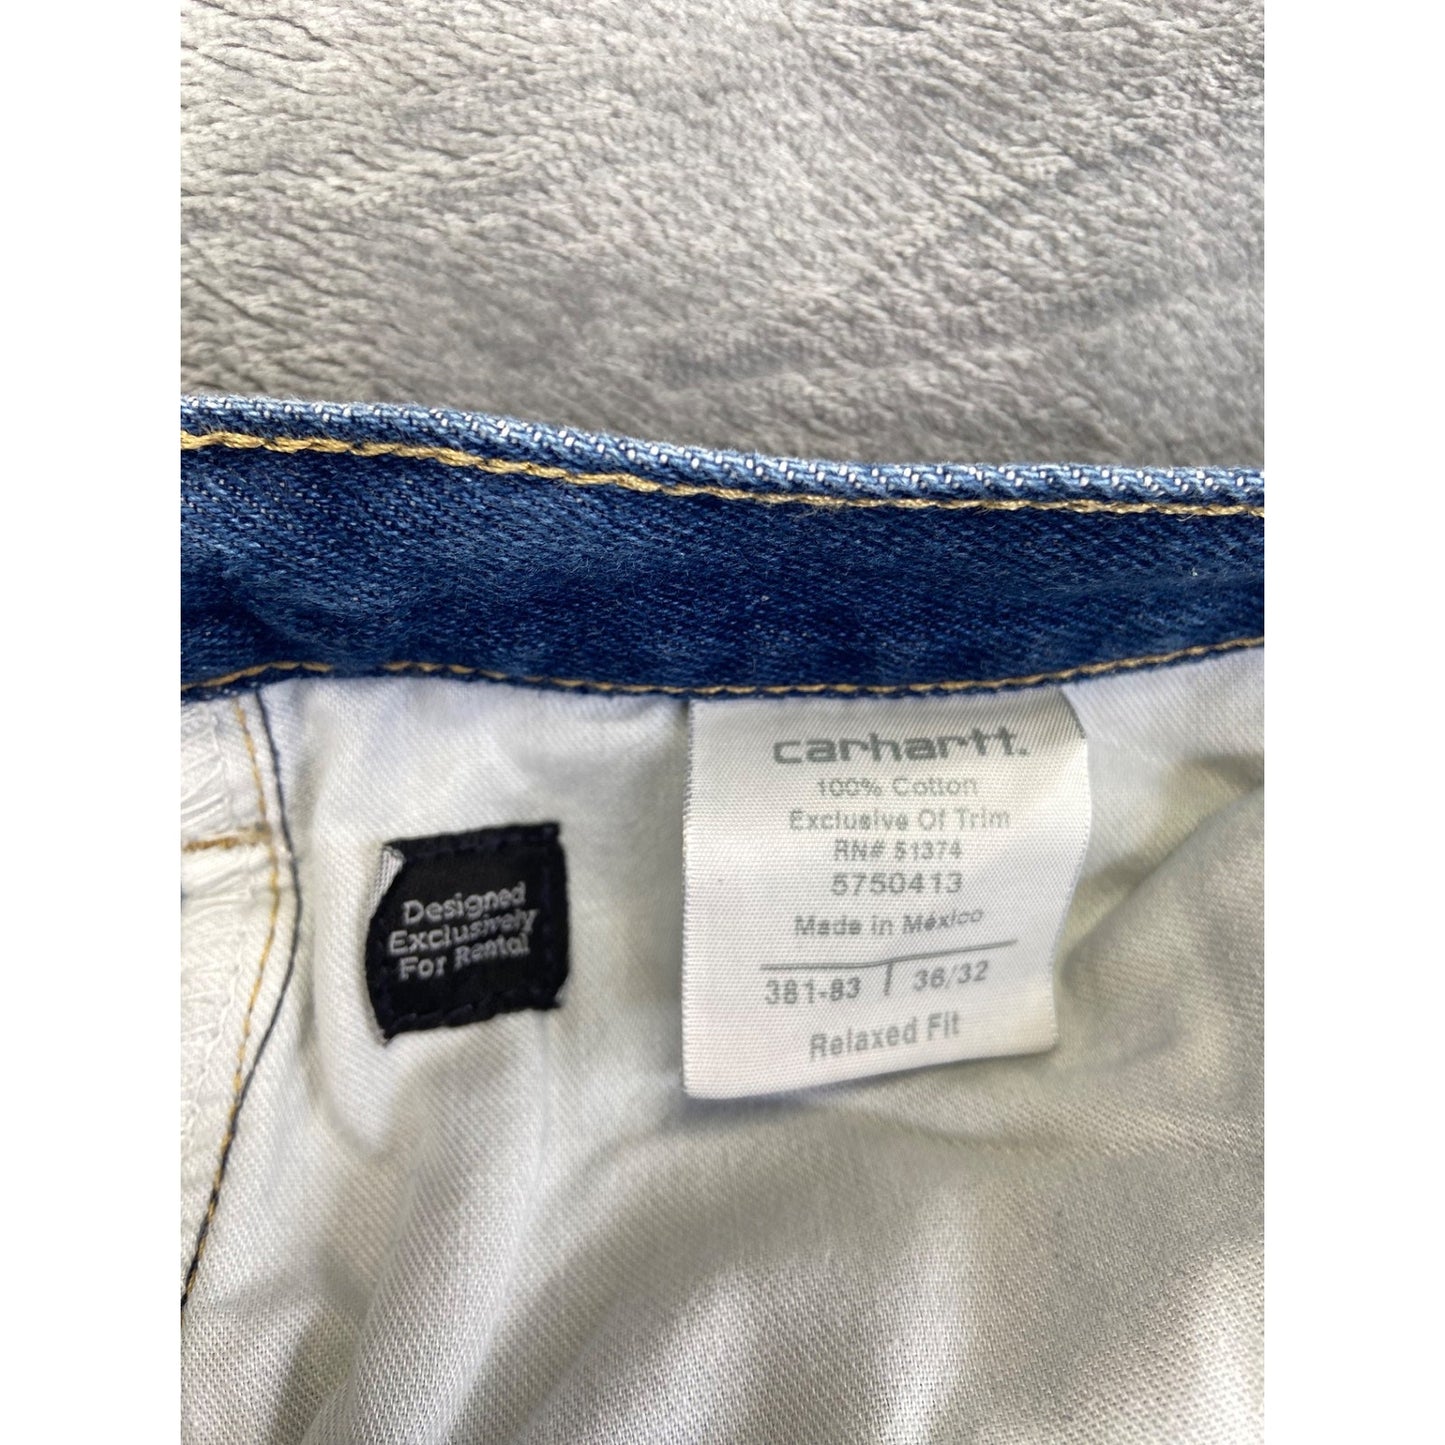 Designed
Exclusively
For Rental
carhartt.
100% Cotton
Exclusive Of Trim
RN# 51374
5750413
Made in México
381-83 / 36/32
Relaxed Fit